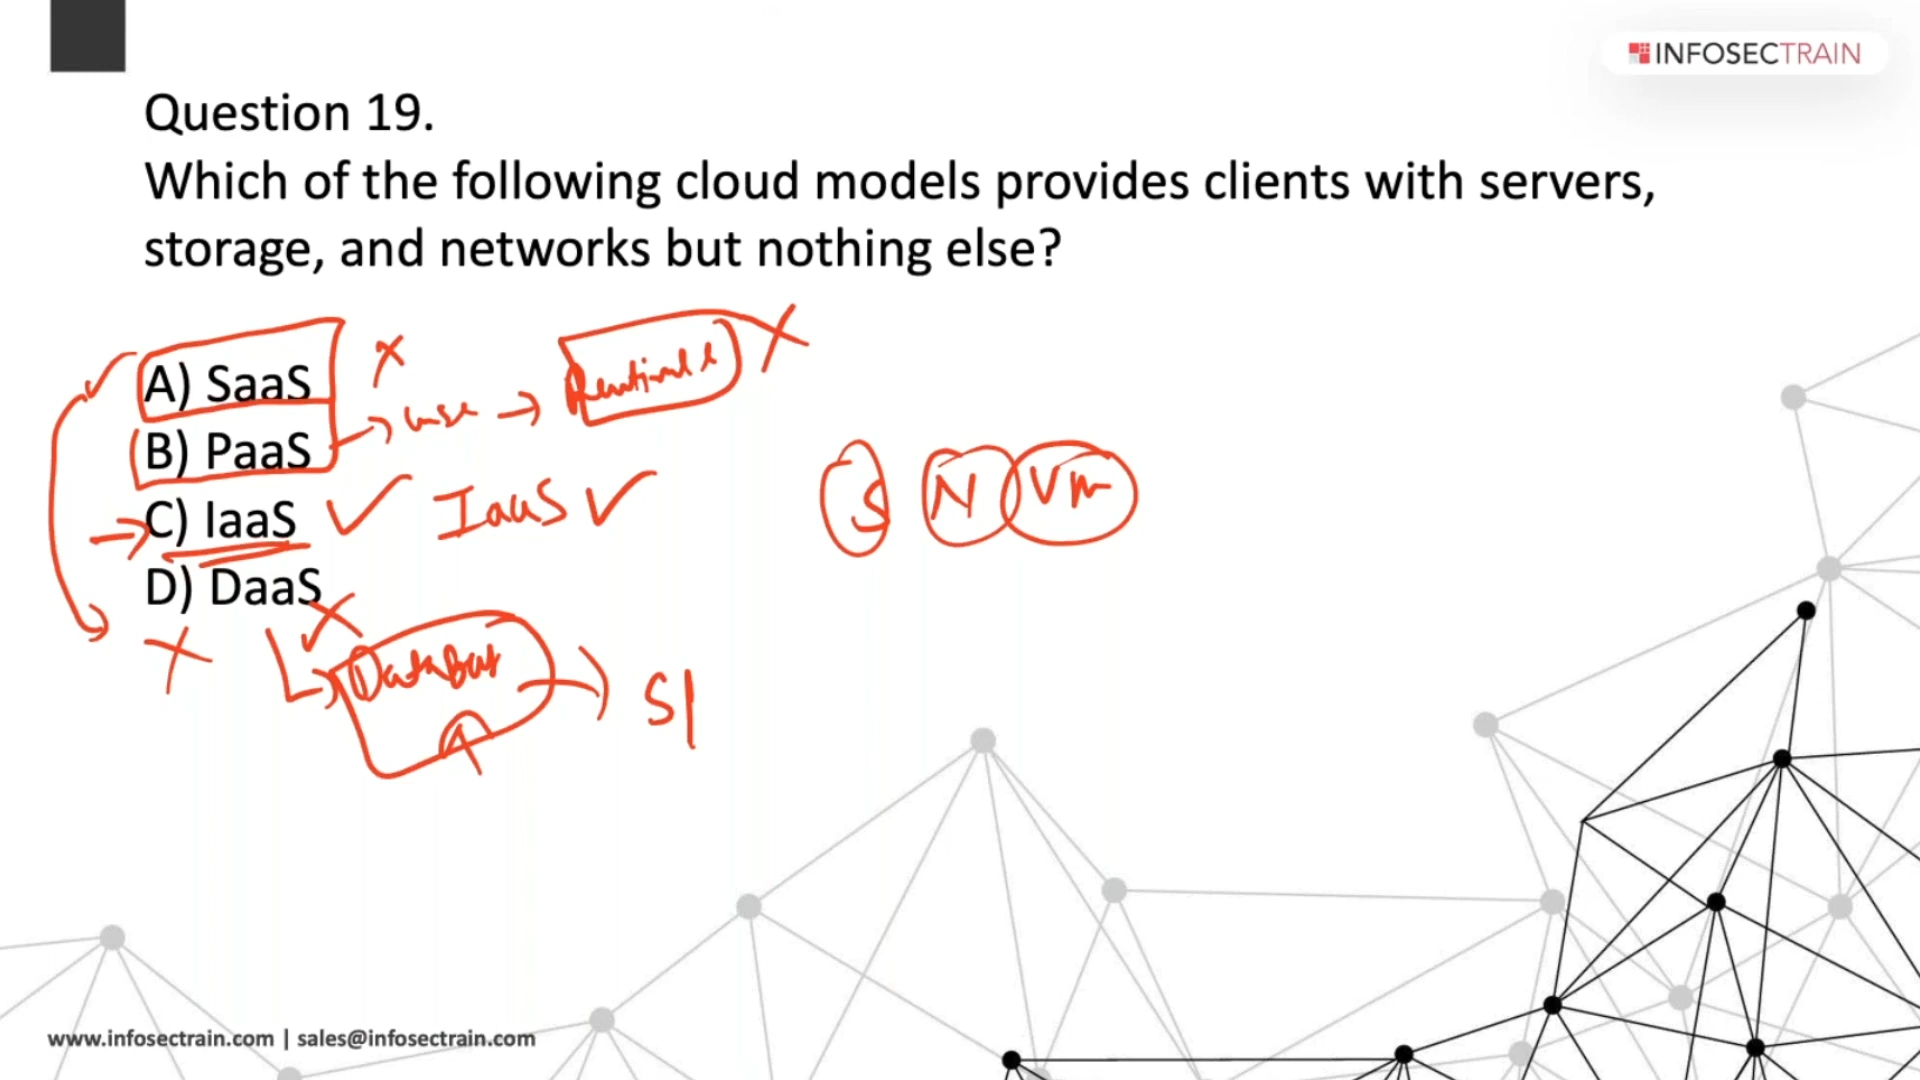 INFOSECTRAIN
Question 19.
Which of the following cloud models provides clients with servers,
storage, and networks but nothing else?
A) SaaS
B) PaaS
C) IaaS
IaaS
S N Vm
D) DaaS
www.infosectrain.com | sales@infosectrain.com